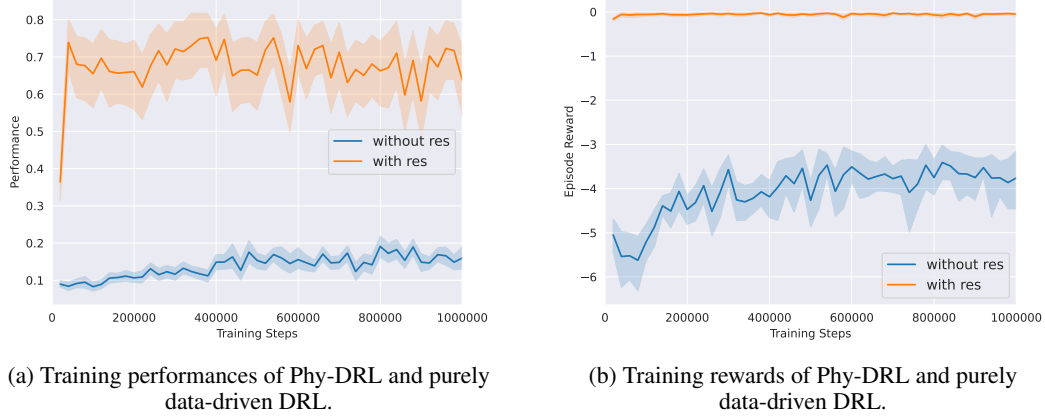 0.8
0.7
0.6
0.5
0.4
0.3
0.2
0.1
Performance
without res
with res
0 200000 400000 600000 800000 1000000
Training Steps
(a) Training performances of Phy-DRL and purely
data-driven DRL.
0
−1
−2
−3
−4
−5
−6
Episode Reward
without res
with res
0 200000 400000 600000 800000 1000000
Training Steps
(b) Training rewards of Phy-DRL and purely
data-driven DRL.